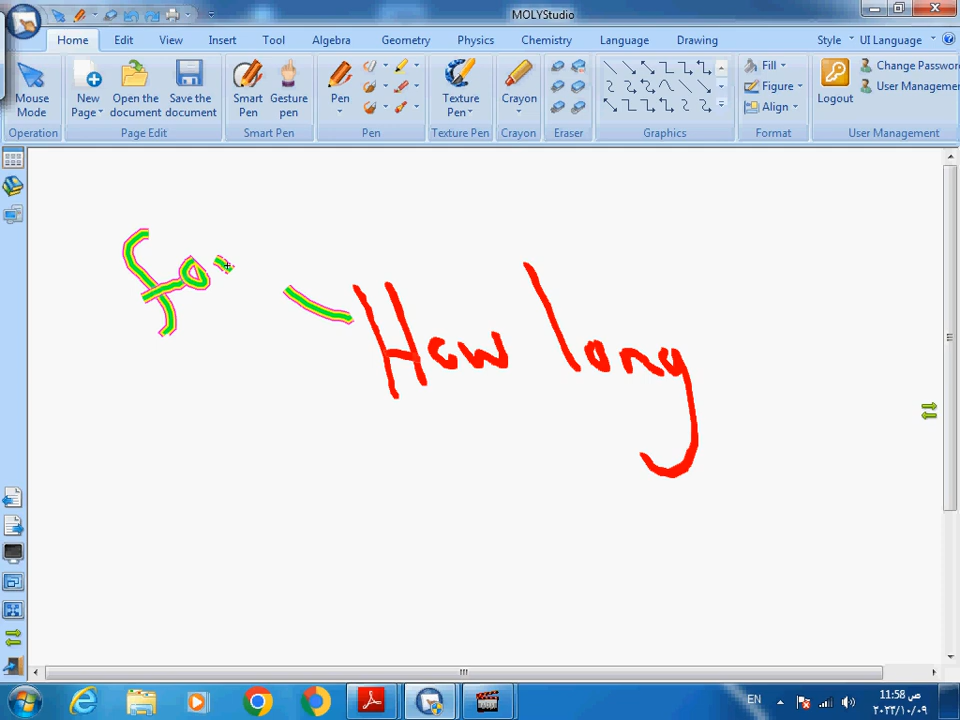 MOLYStudio
Home Edit View Insert Tool Algebra Geometry Physics Chemistry Language Drawing Style UI Language
Mouse Mode
New Page
Open the document
Save the document
Smart Pen
Gesture pen
Pen
Texture Pen
Crayon
Fill
Figure
Align
Logout
Change Passwor
User Manageme
Operation Page Edit Smart Pen Pen Texture Pen Crayon Eraser Graphics Format User Management
How long
EN
11:58 ص
٢٠٢٣/١٠/٠٩